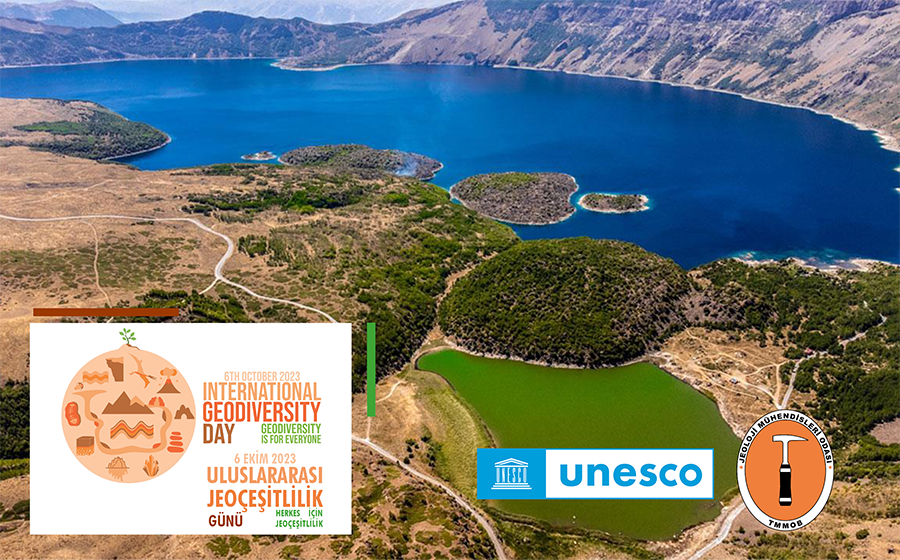 6TH OCTOBER 2023
INTERNATIONAL
GEODIVERSITY
DAY
GEODIVERSITY
IS FOR EVERYONE
6 EKİM 2023
ULUSLARARASI
JEOÇEŞİTLİLİK
GÜNÜ
HERKES İÇİN
JEOÇEŞİTLİLİK
unesco
unesco
JEOLOJİ MÜHENDİSLERİ ODASI
TMMOB